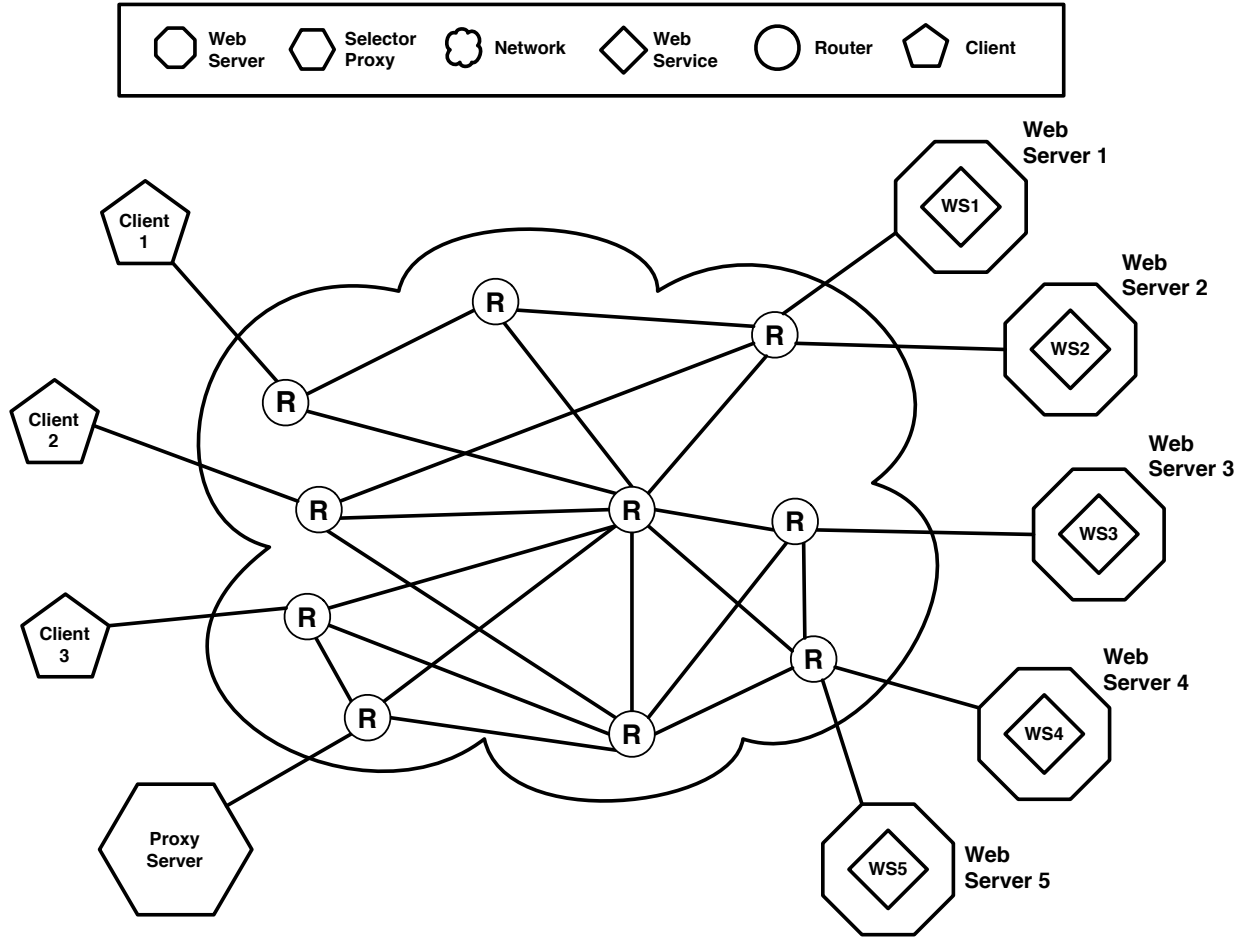 Web
Server
Selector
Proxy
Network
Web
Service
Router
Client
Web
Server 1
WS1
Client
1
Web
Server 2
R
R
WS2
R
Client
2
Web
Server 3
R
R
R
WS3
R
Client
3
R
Web
Server 4
R
R
WS4
Proxy
Server
WS5
Web
Server 5